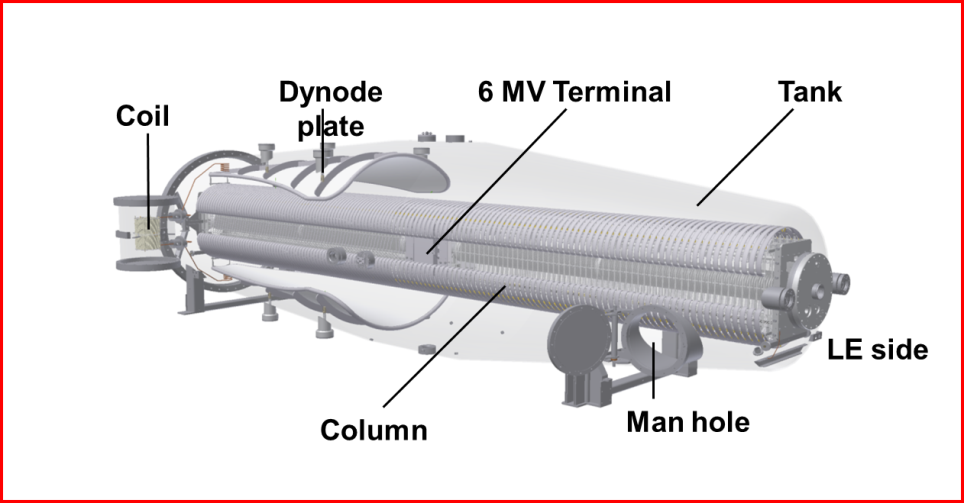 Coil
Dynode
plate
6 MV Terminal
Tank
LE side
Column
Man hole